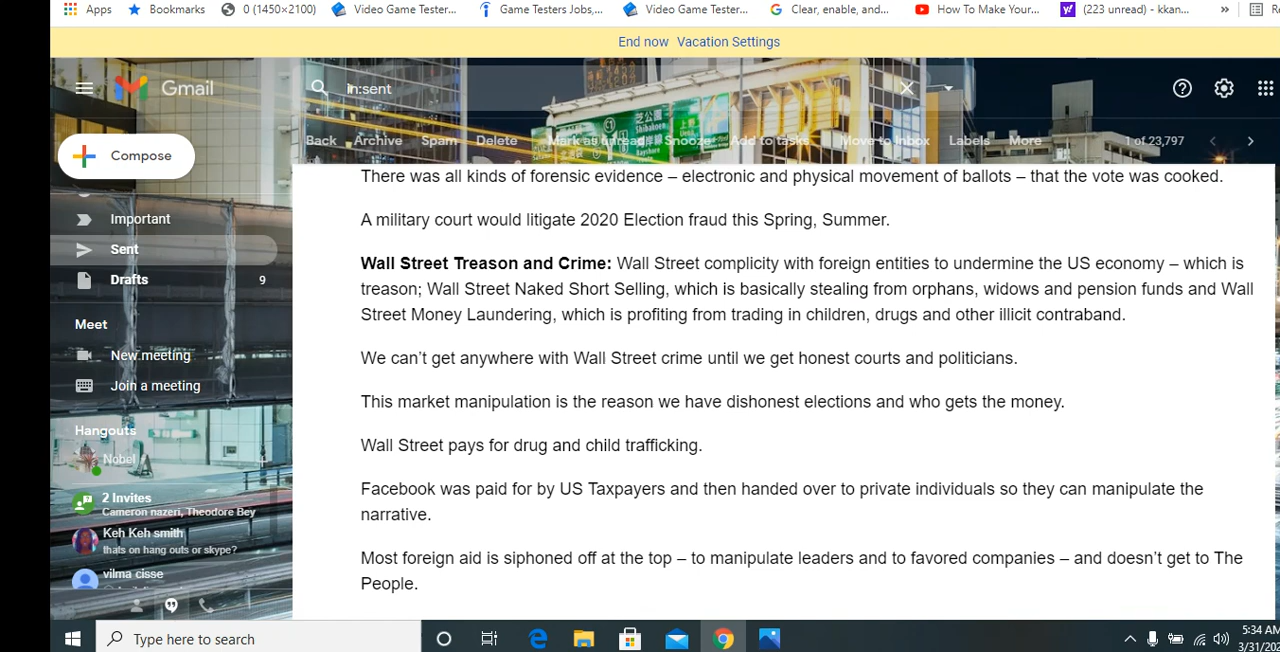 Apps Bookmarks 0 (1450×2100) Video Game Tester... Game Testers Jobs,... Video Game Tester... Clear, enable, and... How To Make Your... (223 unread) - kkan... » Re
End now Vacation Settings
Gmail in:sent
Back Archive Spam Delete Mark as unread Snooze Add to tasks Move to Inbox Labels More 1 of 23,797
Compose
Important
Sent
Drafts 9
Meet
New meeting
Join a meeting
Hangouts
Nobel
2 Invites
Cameron nazeri, Theodore Bey
Keh Keh smith
thats on hang outs or skype?
vilma cisse
There was all kinds of forensic evidence – electronic and physical movement of ballots – that the vote was cooked.
A military court would litigate 2020 Election fraud this Spring, Summer.
Wall Street Treason and Crime: Wall Street complicity with foreign entities to undermine the US economy – which is
treason; Wall Street Naked Short Selling, which is basically stealing from orphans, widows and pension funds and Wall
Street Money Laundering, which is profiting from trading in children, drugs and other illicit contraband.
We can't get anywhere with Wall Street crime until we get honest courts and politicians.
This market manipulation is the reason we have dishonest elections and who gets the money.
Wall Street pays for drug and child trafficking.
Facebook was paid for by US Taxpayers and then handed over to private individuals so they can manipulate the
narrative.
Most foreign aid is siphoned off at the top – to manipulate leaders and to favored companies – and doesn't get to The
People.
芝公園
Shibakoen
上野
Ueno
Type here to search
5:34 AM
3/31/202